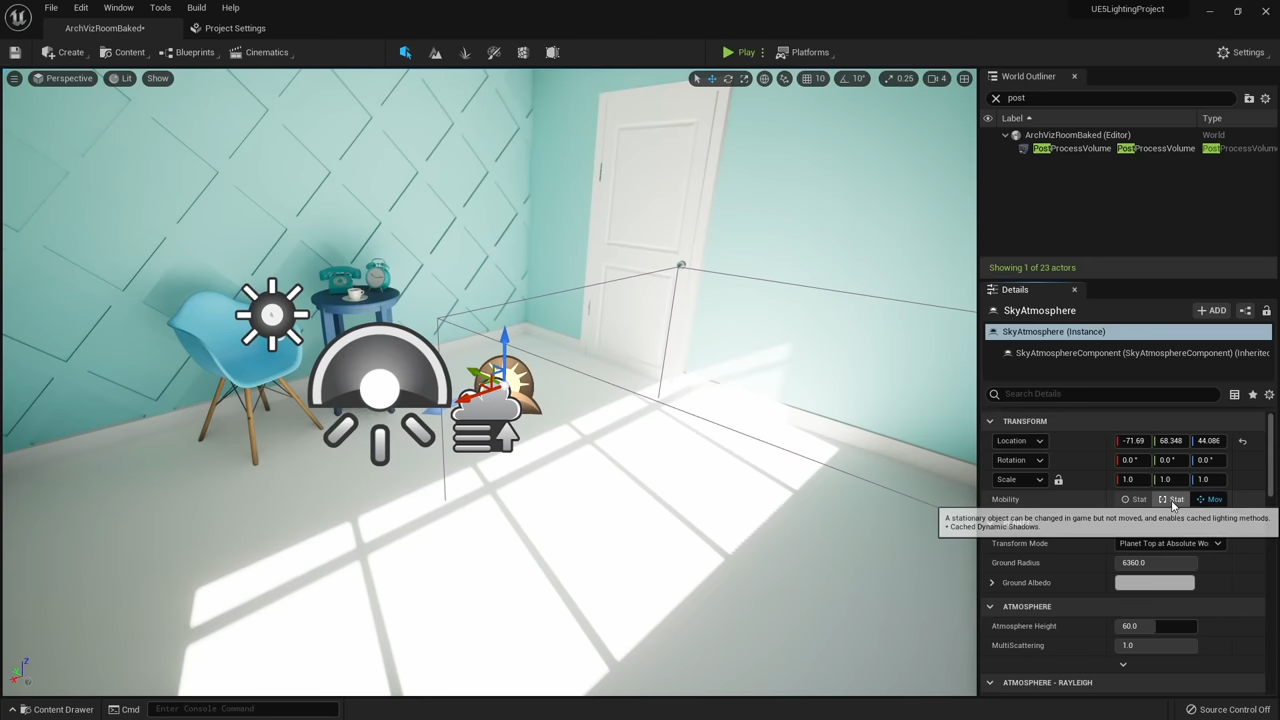 File Edit Window Tools Build Help
UE5LightingProject
ArchVizRoomBaked•
Project Settings
Create
Content
Blueprints
Cinematics
Play
Platforms
Settings
Perspective
Lit
Show
10
10°
0.25
4
World Outliner
post
Label
Type
ArchVizRoomBaked (Editor)
World
PostProcessVolume
PostProcessVolume
PostProcessVolume
Showing 1 of 23 actors
Details
SkyAtmosphere
+ ADD
SkyAtmosphere (Instance)
SkyAtmosphereComponent (SkyAtmosphereComponent) (Inherited
Search Details
TRANSFORM
Location
-71.69
68.348
44.086
Rotation
0.0 °
0.0 °
0.0 °
Scale
1.0
1.0
1.0
Mobility
Stat
Stat
Mov
A stationary object can be changed in game but not moved, and enables cached lighting methods.
• Cached Dynamic Shadows.
Transform Mode
Planet Top at Absolute Wo
Ground Radius
6360.0
Ground Albedo
ATMOSPHERE
Atmosphere Height
60.0
MultiScattering
1.0
ATMOSPHERE - RAYLEIGH
Content Drawer
Cmd
Enter Console Command
Source Control Off